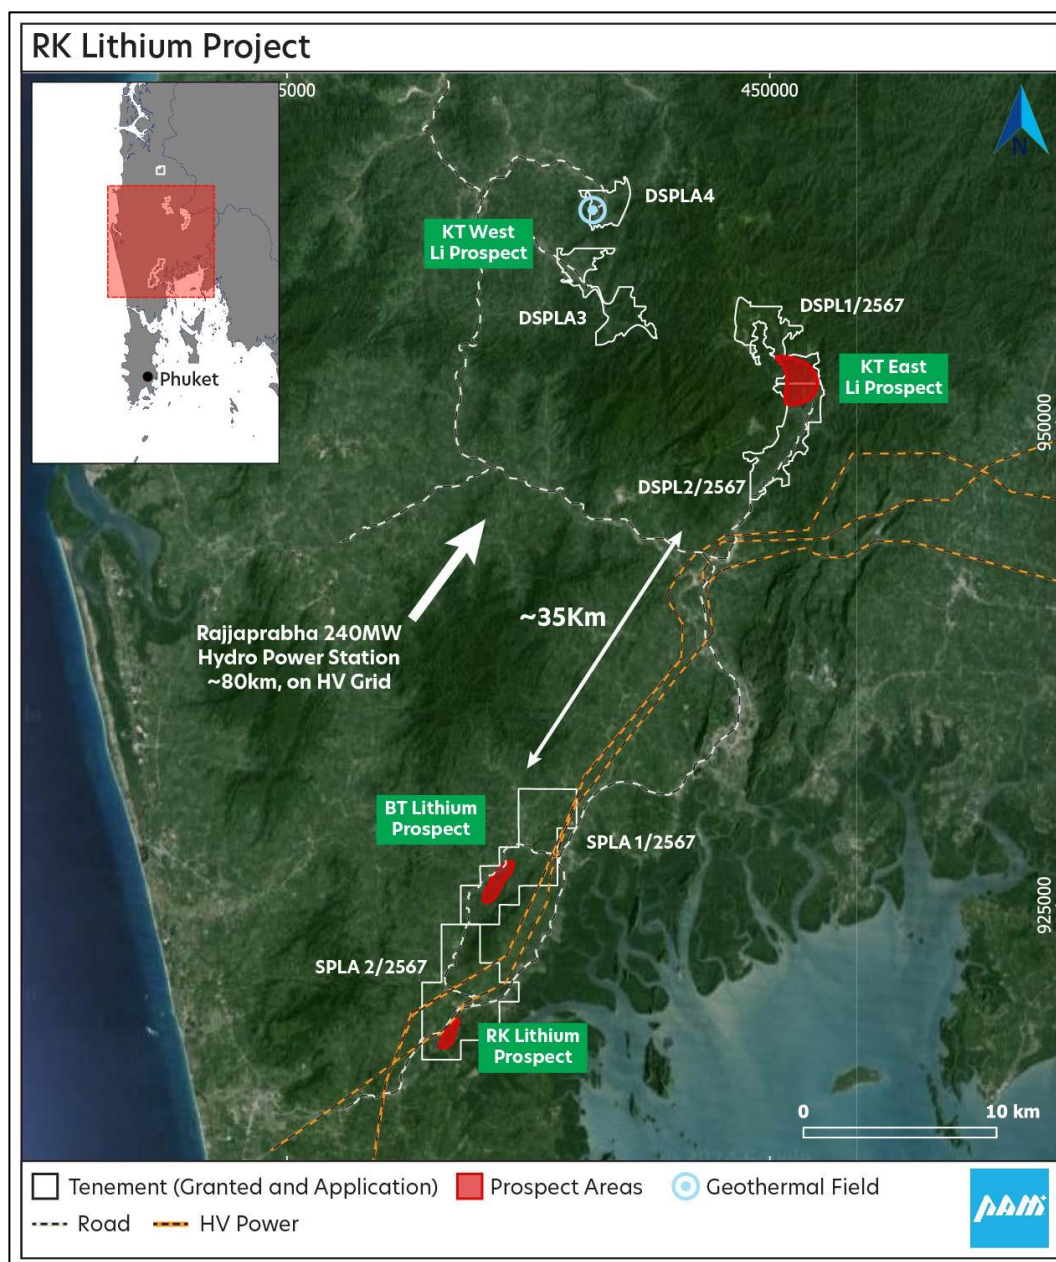 RK Lithium Project
5000
450000
N
DSPLA4
KT West
Li Prospect
DSPLA3
DSPL1/2567
KT East
Li Prospect
Phuket
950000
DSPL2/2567
~35Km
Rajjaprabha 240MW
Hydro Power Station
~80km, on HV Grid
BT Lithium
Prospect
SPLA 1/2567
925000
SPLA 2/2567
RK Lithium
Prospect
0 10 km
Tenement (Granted and Application) Prospect Areas Geothermal Field
Road HV Power
PAM